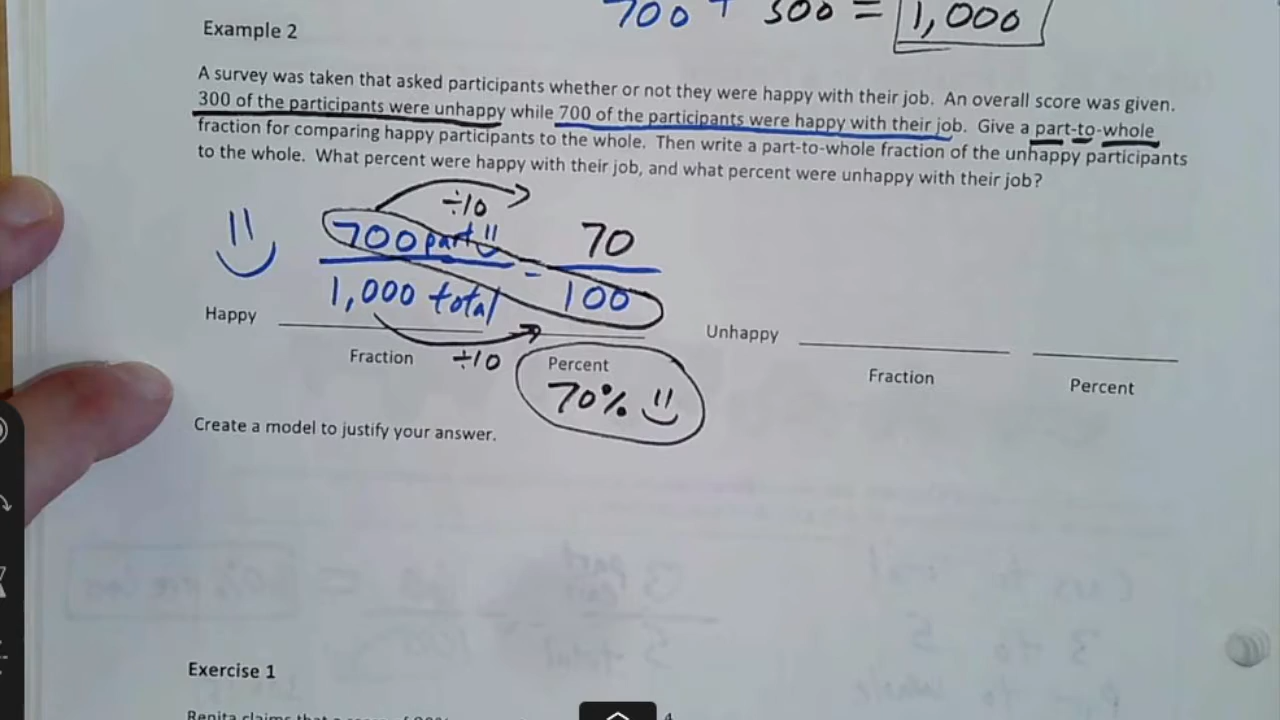 700 + 300 = 1,000
Example 2
A survey was taken that asked participants whether or not they were happy with their job. An overall score was given.
300 of the participants were unhappy while 700 of the participants were happy with their job. Give a part-to-whole
fraction for comparing happy participants to the whole. Then write a part-to-whole fraction of the unhappy participants
to the whole. What percent were happy with their job, and what percent were unhappy with their job?
÷10
700 part = 70
1,000 total 100
Happy Unhappy
÷10
Fraction Percent Fraction Percent
70%
Create a model to justify your answer.
Exercise 1